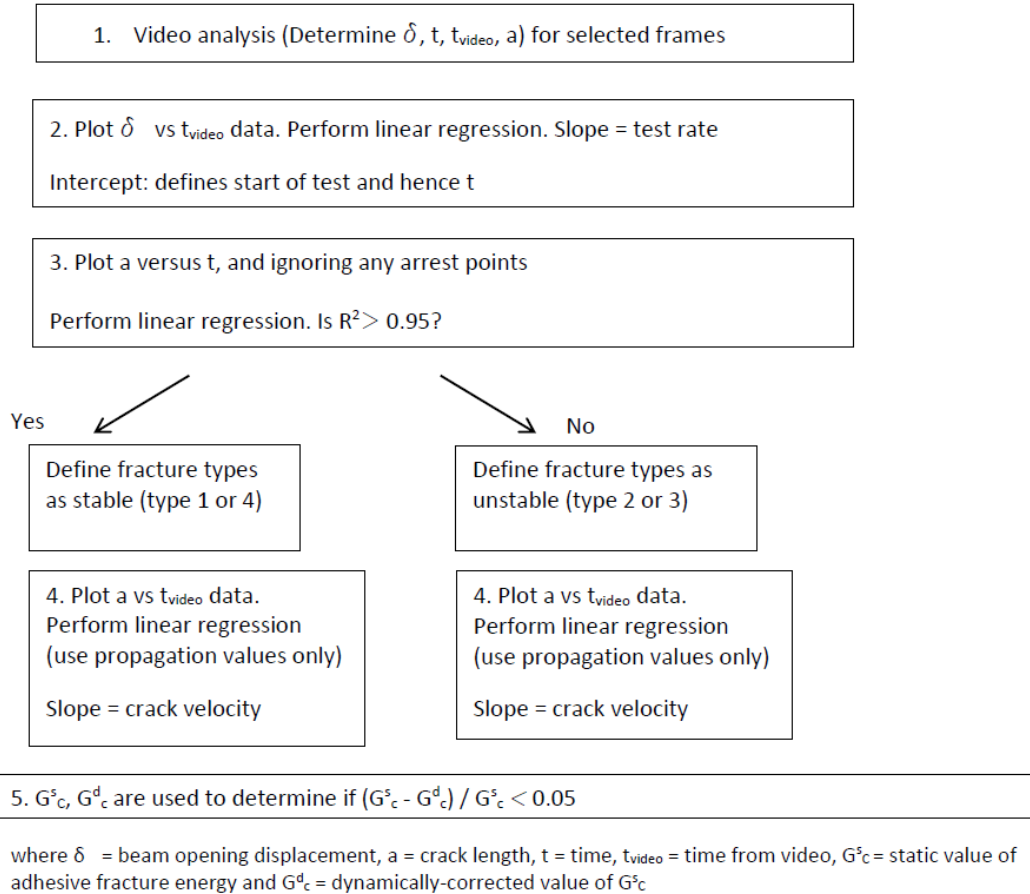 1. Video analysis (Determine δ, t, tvideo, a) for selected frames
2. Plot δ vs tvideo data. Perform linear regression. Slope = test rate
Intercept: defines start of test and hence t
3. Plot a versus t, and ignoring any arrest points
Perform linear regression. Is R²> 0.95?
Yes
No
Define fracture types
as stable (type 1 or 4)
Define fracture types as
unstable (type 2 or 3)
4. Plot a vs tvideo data.
Perform linear regression
(use propagation values only)
Slope = crack velocity
4. Plot a vs tvideo data.
Perform linear regression
(use propagation values only)
Slope = crack velocity
5. Gˢc, Gᵈc are used to determine if (Gˢc - Gᵈc) / Gˢc < 0.05
where δ = beam opening displacement, a = crack length, t = time, tvideo = time from video, Gˢc = static value of
adhesive fracture energy and Gᵈc = dynamically-corrected value of Gˢc